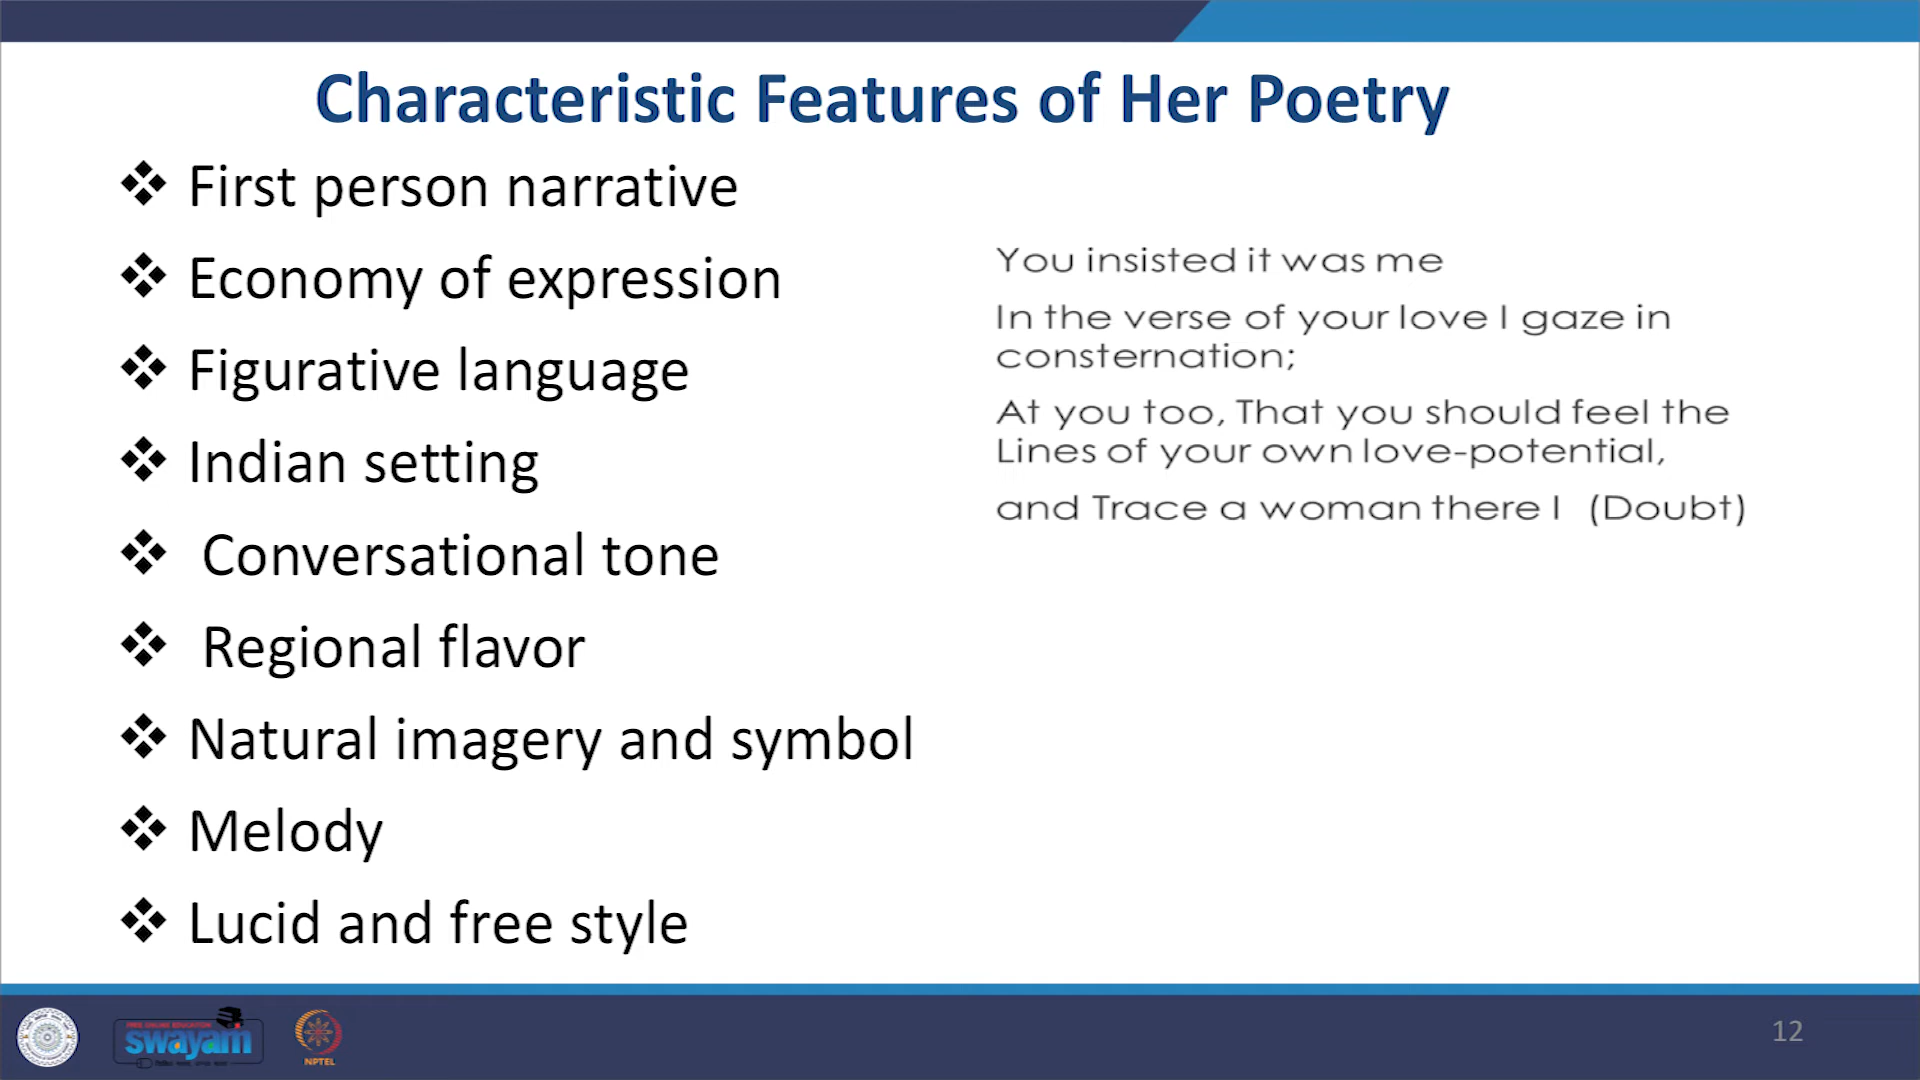 Characteristic Features of Her Poetry
❖ First person narrative
❖ Economy of expression
❖ Figurative language
❖ Indian setting
❖ Conversational tone
❖ Regional flavor
❖ Natural imagery and symbol
❖ Melody
❖ Lucid and free style
You insisted it was me
In the verse of your love I gaze in
consternation;
At you too, That you should feel the
Lines of your own love-potential,
and Trace a woman there I (Doubt)
FREE ONLINE EDUCATION
swayam
NPTEL
12